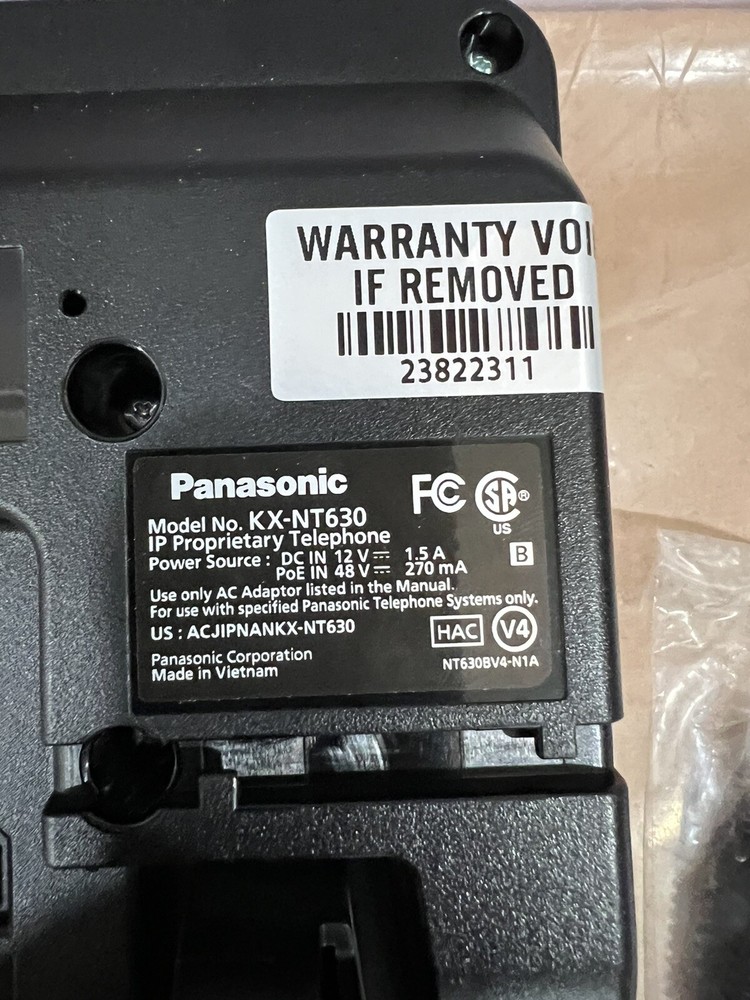 WARRANTY VOI
IF REMOVED
23822311
Panasonic
FC SA®
US
Model No. KX-NT630
IP Proprietary Telephone
Power Source : DC IN 12 V⎓ 1.5 A
PoE IN 48 V⎓ 270 mA
B
Use only AC Adaptor listed in the Manual.
For use with specified Panasonic Telephone Systems only.
US : ACJIPNANKX-NT630
HAC V4
Panasonic Corporation
Made in Vietnam
NT630BV4-N1A